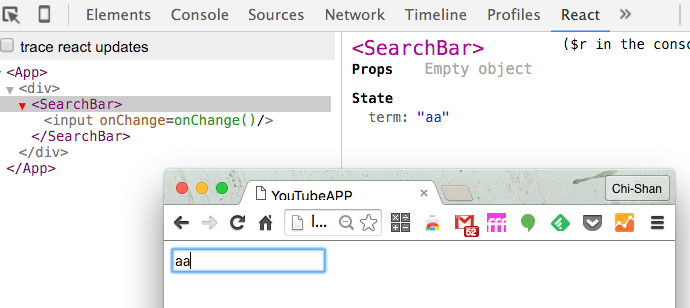 Elements Console Sources Network Timeline Profiles React »
trace react updates
<App>
<div>
<SearchBar>
<input onChange=onChange()/>
</SearchBar>
</div>
</App>
<SearchBar> ($r in the conso
Props Empty object
State
term: "aa"
YouTubeAPP × Chi-Shan
l...
52
aa